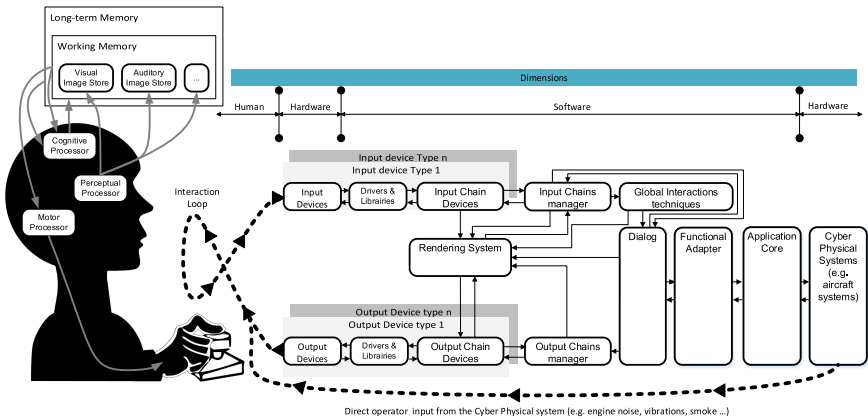 Long-term Memory
Working Memory
Visual
Image Store
Auditory
Image Store
...
Dimensions
Human
Hardware
Software
Hardware
Cognitive
Processor
Perceptual
Processor
Motor
Processor
Interaction
Loop
Input device Type n
Input device Type 1
Input
Devices
Drivers &
Libraries
Input Chain
Devices
Input Chains
manager
Global Interactions
techniques
Rendering System
Dialog
Functional
Adapter
Application
Core
Cyber
Physical
Systems
(e.g.
aircraft
systems)
Output Device type n
Output Device type 1
Output
Devices
Drivers &
Libraries
Output Chain
Devices
Output Chains
manager
Direct operator input from the Cyber Physical system (e.g. engine noise, vibrations, smoke ...)